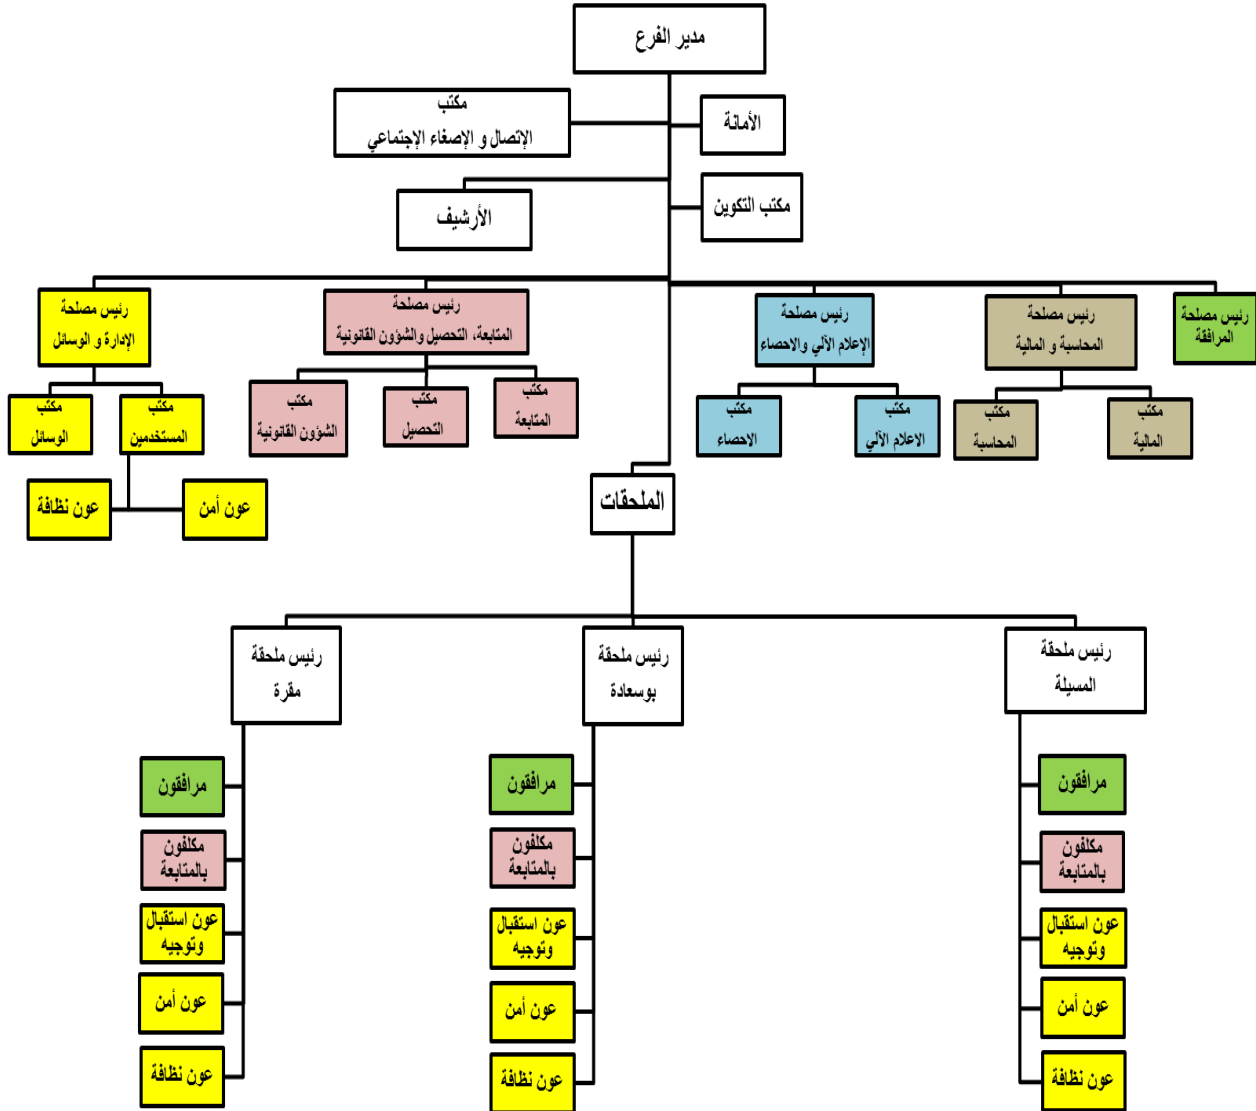 مدير الفرع
الأمانة
مكتب
الإتصال و الإصغاء الإجتماعي
مكتب التكوين
الأرشيف
رئيس مصلحة
المرافقة
رئيس مصلحة
المحاسبة و المالية
رئيس مصلحة
الإعلام الآلي والاحصاء
رئيس مصلحة
المتابعة، التحصيل والشؤون القانونية
رئيس مصلحة
الإدارة و الوسائل
مكتب
المالية
مكتب
المحاسبة
مكتب
الاعلام الآلي
مكتب
الاحصاء
مكتب
المتابعة
مكتب
التحصيل
مكتب
الشؤون القانونية
مكتب
المستخدمين
مكتب
الوسائل
عون أمن
عون نظافة
الملحقات
رئيس ملحقة
المسيلة
رئيس ملحقة
بوسعادة
رئيس ملحقة
مقرة
مرافقون
مكلفون
بالمتابعة
عون استقبال
وتوجيه
عون أمن
عون نظافة
مرافقون
مكلفون
بالمتابعة
عون استقبال
وتوجيه
عون أمن
عون نظافة
مرافقون
مكلفون
بالمتابعة
عون استقبال
وتوجيه
عون أمن
عون نظافة